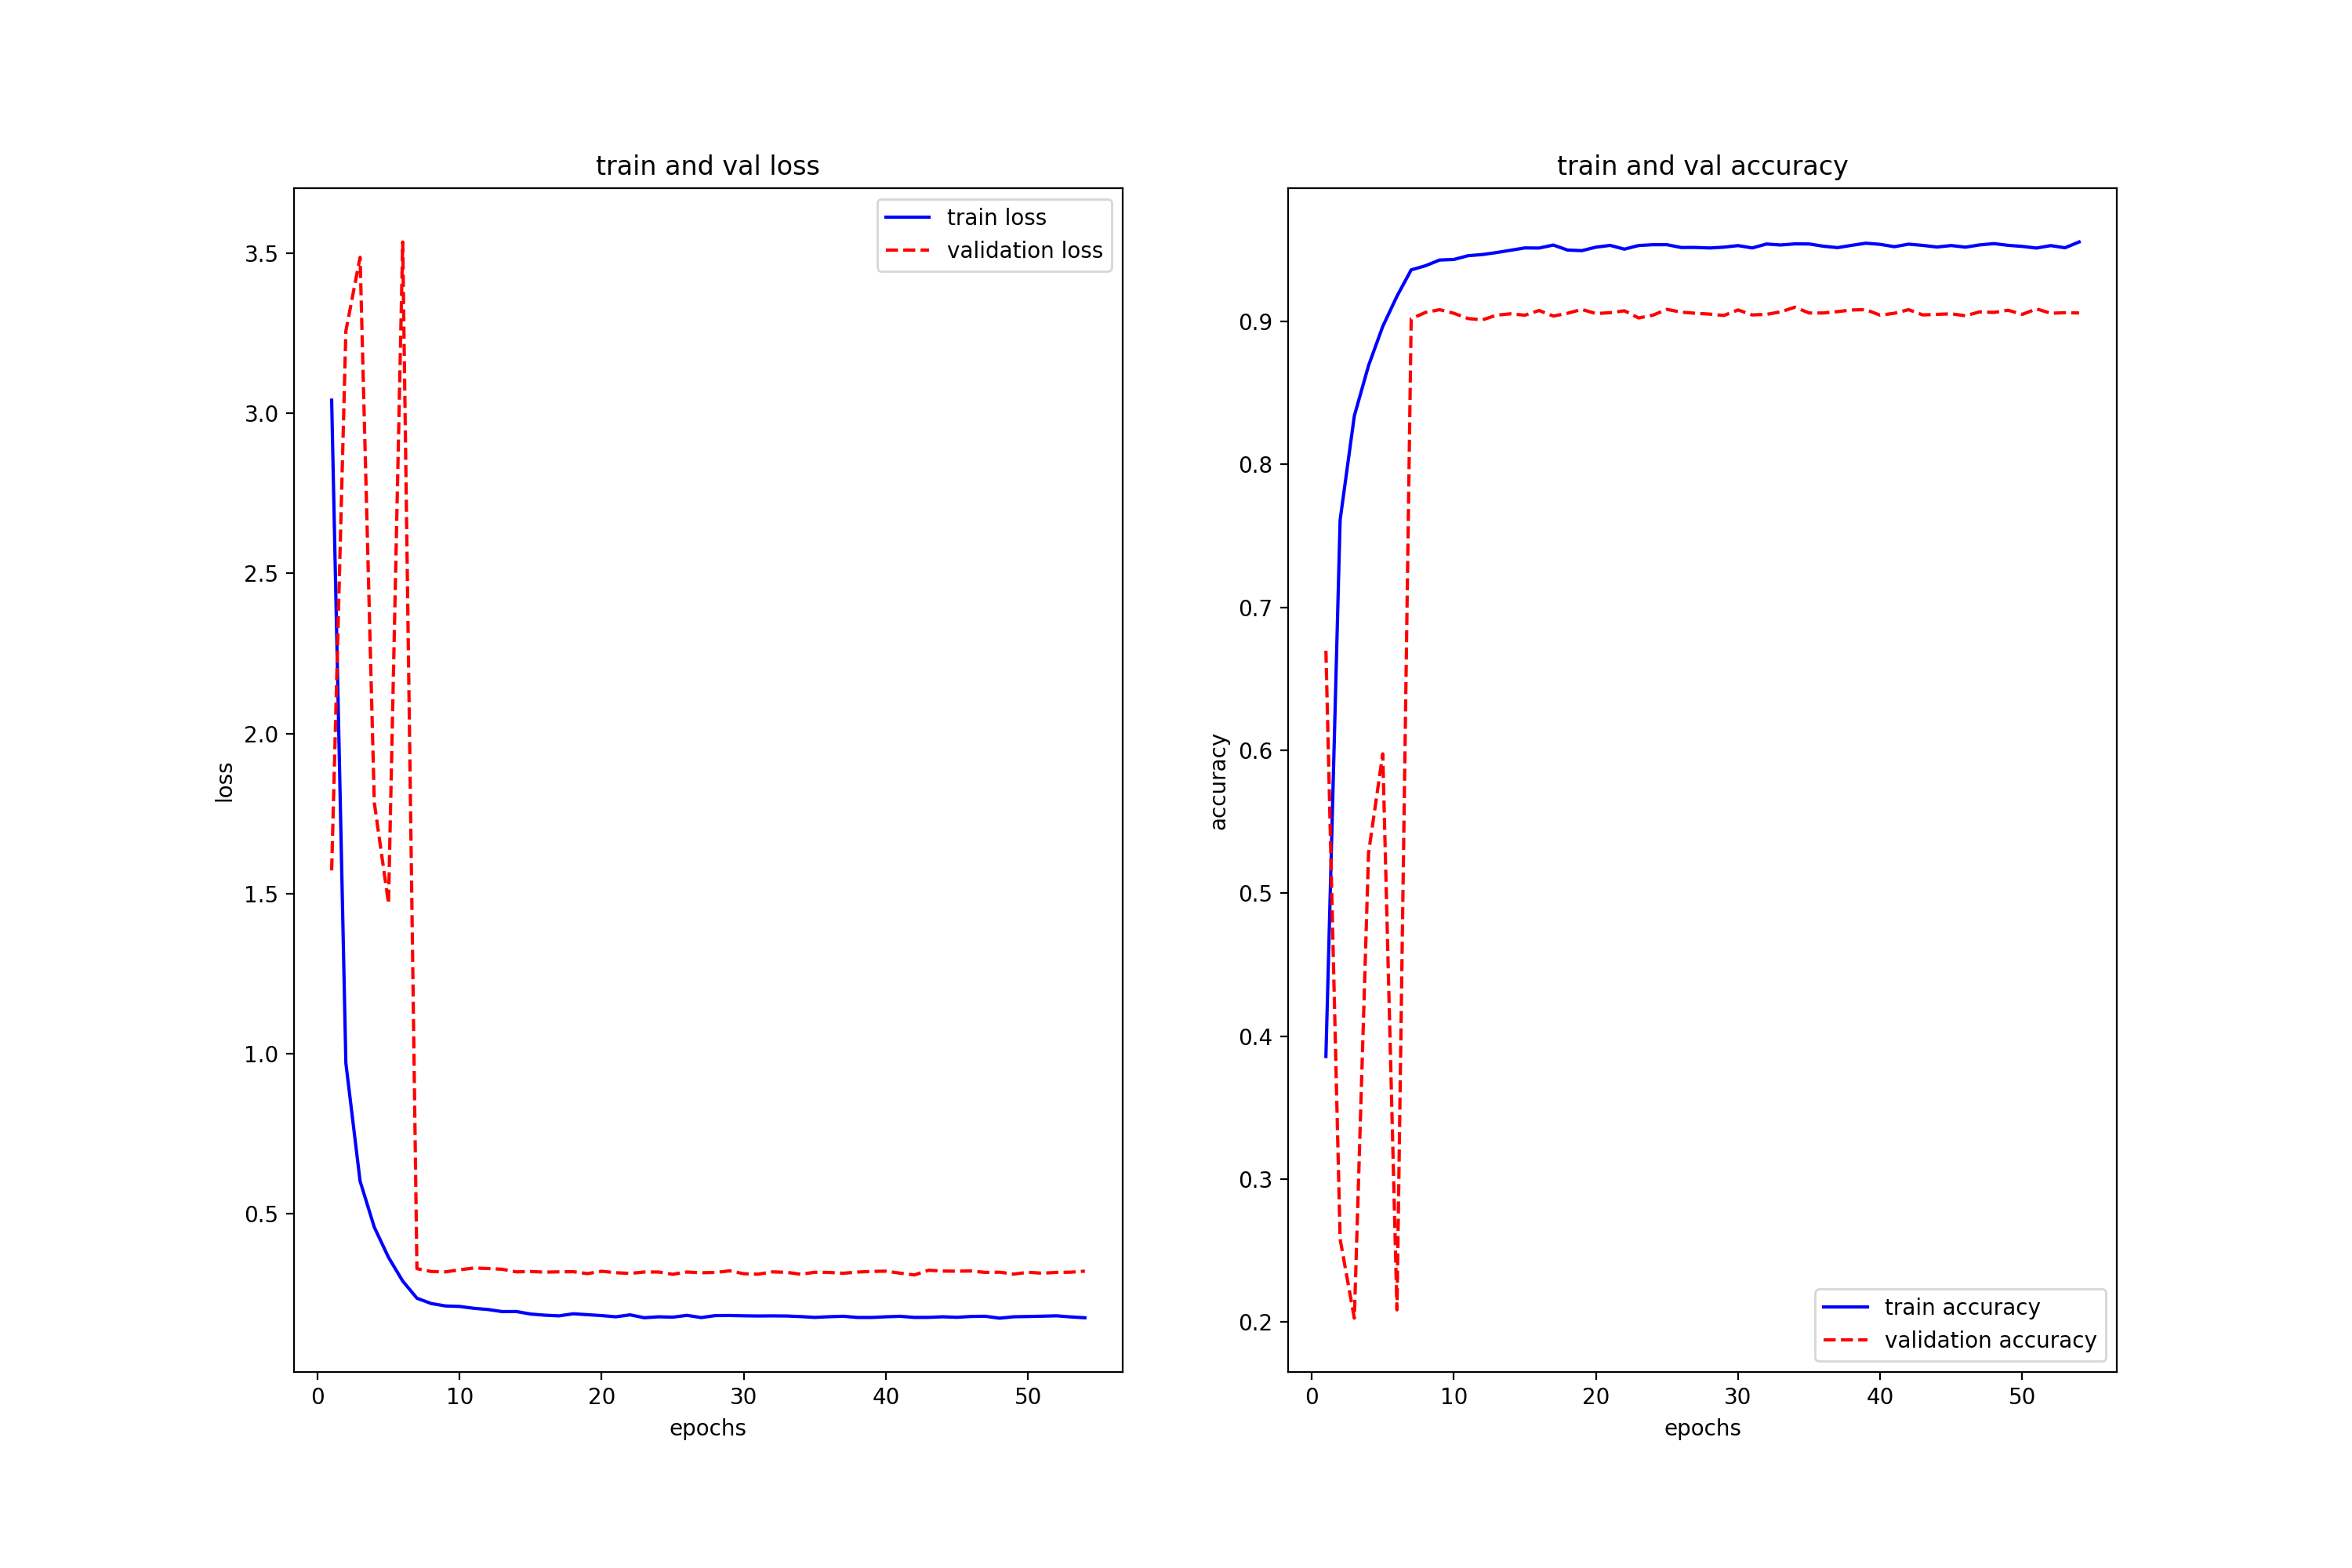 train and val loss
train loss
validation loss
3.5
3.0
2.5
2.0
1.5
1.0
0.5
loss
0
10
20
30
40
50
epochs
train and val accuracy
0.9
0.8
0.7
0.6
0.5
0.4
0.3
0.2
accuracy
train accuracy
validation accuracy
0
10
20
30
40
50
epochs